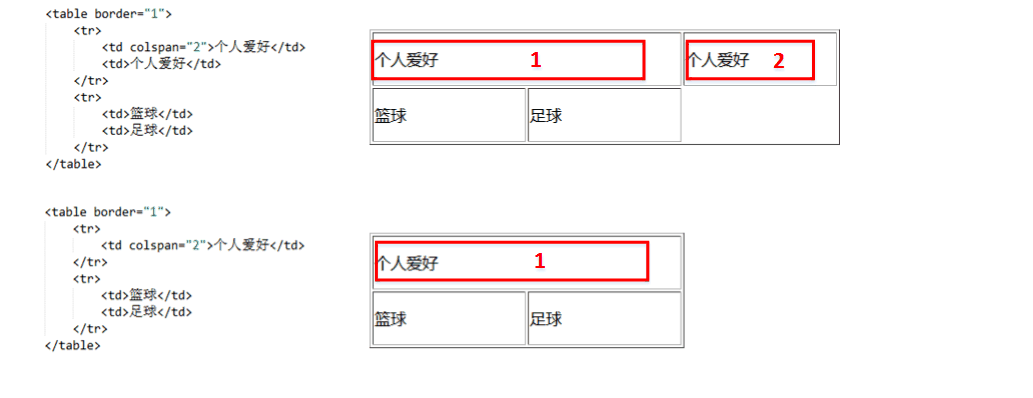 <table border="1">
<tr>
<td colspan="2">个人爱好</td>
<td>个人爱好</td>
</tr>
<tr>
<td>篮球</td>
<td>足球</td>
</tr>
</table>
个人爱好 1 个人爱好 2
篮球 足球
<table border="1">
<tr>
<td colspan="2">个人爱好</td>
</tr>
<tr>
<td>篮球</td>
<td>足球</td>
</tr>
</table>
个人爱好 1
篮球 足球